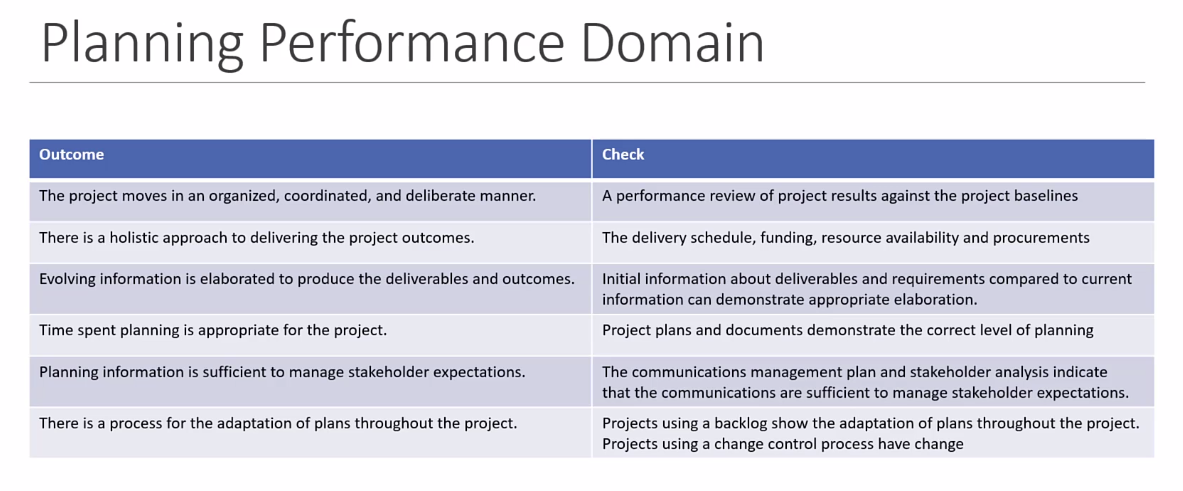 Planning Performance Domain
Outcome
Check
The project moves in an organized, coordinated, and deliberate manner.
A performance review of project results against the project baselines
There is a holistic approach to delivering the project outcomes.
The delivery schedule, funding, resource availability and procurements
Evolving information is elaborated to produce the deliverables and outcomes.
Initial information about deliverables and requirements compared to current
information can demonstrate appropriate elaboration.
Time spent planning is appropriate for the project.
Project plans and documents demonstrate the correct level of planning
Planning information is sufficient to manage stakeholder expectations.
The communications management plan and stakeholder analysis indicate
that the communications are sufficient to manage stakeholder expectations.
There is a process for the adaptation of plans throughout the project.
Projects using a backlog show the adaptation of plans throughout the project.
Projects using a change control process have change